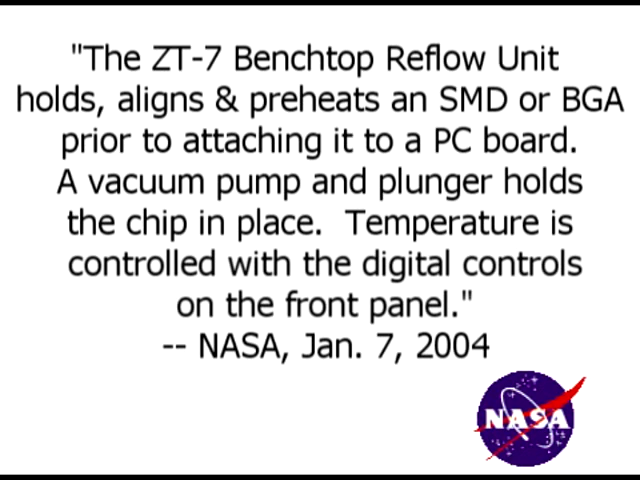 "The ZT-7 Benchtop Reflow Unit
holds, aligns & preheats an SMD or BGA
prior to attaching it to a PC board.
A vacuum pump and plunger holds
the chip in place.  Temperature is
controlled with the digital controls
on the front panel."
-- NASA, Jan. 7, 2004
NASA